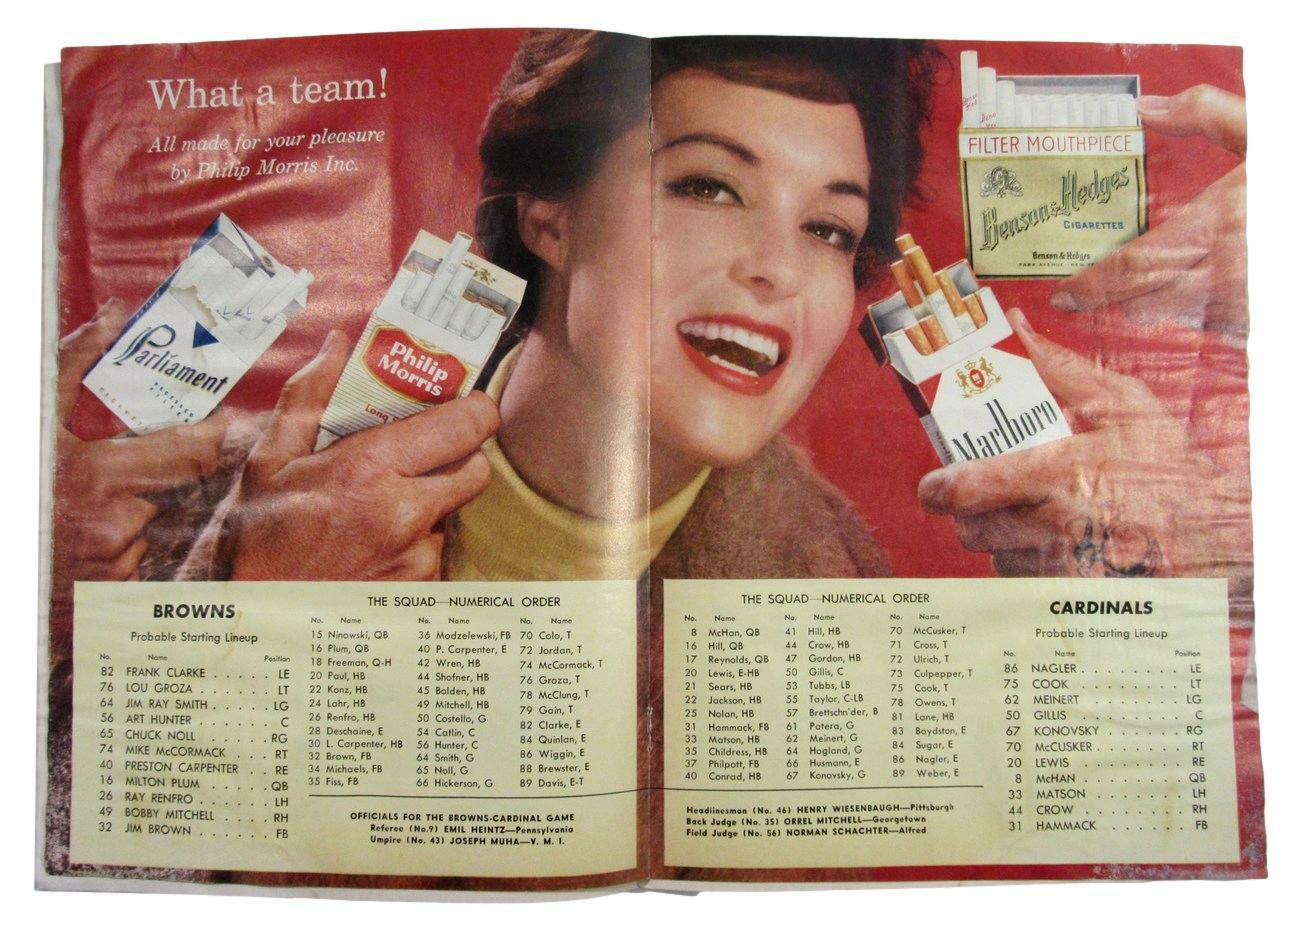 What a team!
All made for your pleasure
by Philip Morris Inc.
Parliament
Philip
Morris
Long
FILTER MOUTHPIECE
Benson & Hedges
CIGARETTES
Benson & Hedges
PARK AVENUE
Marlboro
BROWNS
Probable Starting Lineup
No. Name Position
82 FRANK CLARKE . . . . . LE
76 LOU GROZA . . . . . . LT
64 JIM RAY SMITH . . . . . LG
56 ART HUNTER . . . . . . C
65 CHUCK NOLL . . . . . RG
74 MIKE McCORMACK . . . RT
40 PRESTON CARPENTER . . RE
16 MILTON PLUM . . . . . QB
26 RAY RENFRO . . . . . . LH
49 BOBBY MITCHELL . . . . RH
32 JIM BROWN . . . . . . FB
THE SQUAD—NUMERICAL ORDER
No. Name
15 Ninowski, QB
16 Plum, QB
18 Freeman, Q-H
20 Paul, HB
22 Konz, HB
24 Lahr, HB
26 Renfro, HB
28 Deschaine, E
30 L. Carpenter, HB
32 Brown, FB
34 Michaels, FB
35 Fiss, FB
No. Name
36 Modzelewski, FB
40 P. Carpenter, E
42 Wren, HB
44 Shofner, HB
45 Bolden, HB
49 Mitchell, HB
50 Costello, G
54 Catlin, C
56 Hunter, C
64 Smith, G
65 Noll, G
66 Hickerson, G
No. Name
70 Colo, T
72 Jordan, T
74 McCormack, T
76 Groza, T
78 McClung, T
79 Gain, T
82 Clarke, E
84 Quinlan, E
86 Wiggin, E
88 Brewster, E
89 Davis, E-T
OFFICIALS FOR THE BROWNS-CARDINAL GAME
Referee (No.9) EMIL HEINTZ—Pennsylvania
Umpire (No. 43) JOSEPH MUHA—V. M. I.
THE SQUAD—NUMERICAL ORDER
No. Name
8 McHan, QB
16 Hill, QB
17 Reynolds, QB
20 Lewis, E-HB
21 Sears, HB
22 Jackson, HB
25 Nolan, HB
31 Hammack, FB
33 Matson, HB
35 Childress, HB
37 Philpott, FB
40 Conrad, HB
No. Name
41 Hill, HB
44 Crow, HB
47 Gordon, HB
50 Gillis, C
53 Tubbs, LB
55 Taylor, C-LB
57 Brettsch'der, B
61 Patera, G
62 Meinert, G
64 Hogland, G
66 Husmann, E
67 Konovsky, G
No. Name
70 McCusker, T
71 Cross, T
72 Ulrich, T
73 Culpepper, T
75 Cook, T
78 Owens, T
81 Lane, HB
83 Boydston, E
84 Sugar, E
86 Nagler, E
89 Weber, E
Headlinesman (No. 46) HENRY WIESENBAUGH—Pittsburgh
Back Judge (No. 35) ORREL MITCHELL—Georgetown
Field Judge (No. 56) NORMAN SCHACHTER—Alfred
CARDINALS
Probable Starting Lineup
No. Name Position
86 NAGLER . . . . . . . . LE
75 COOK . . . . . . . . LT
62 MEINERT . . . . . . . LG
50 GILLIS . . . . . . . . C
67 KONOVSKY . . . . . . RG
70 McCUSKER . . . . . . . RT
20 LEWIS . . . . . . . . RE
8 McHAN . . . . . . . . QB
33 MATSON . . . . . . . LH
44 CROW . . . . . . . . RH
31 HAMMACK . . . . . . FB